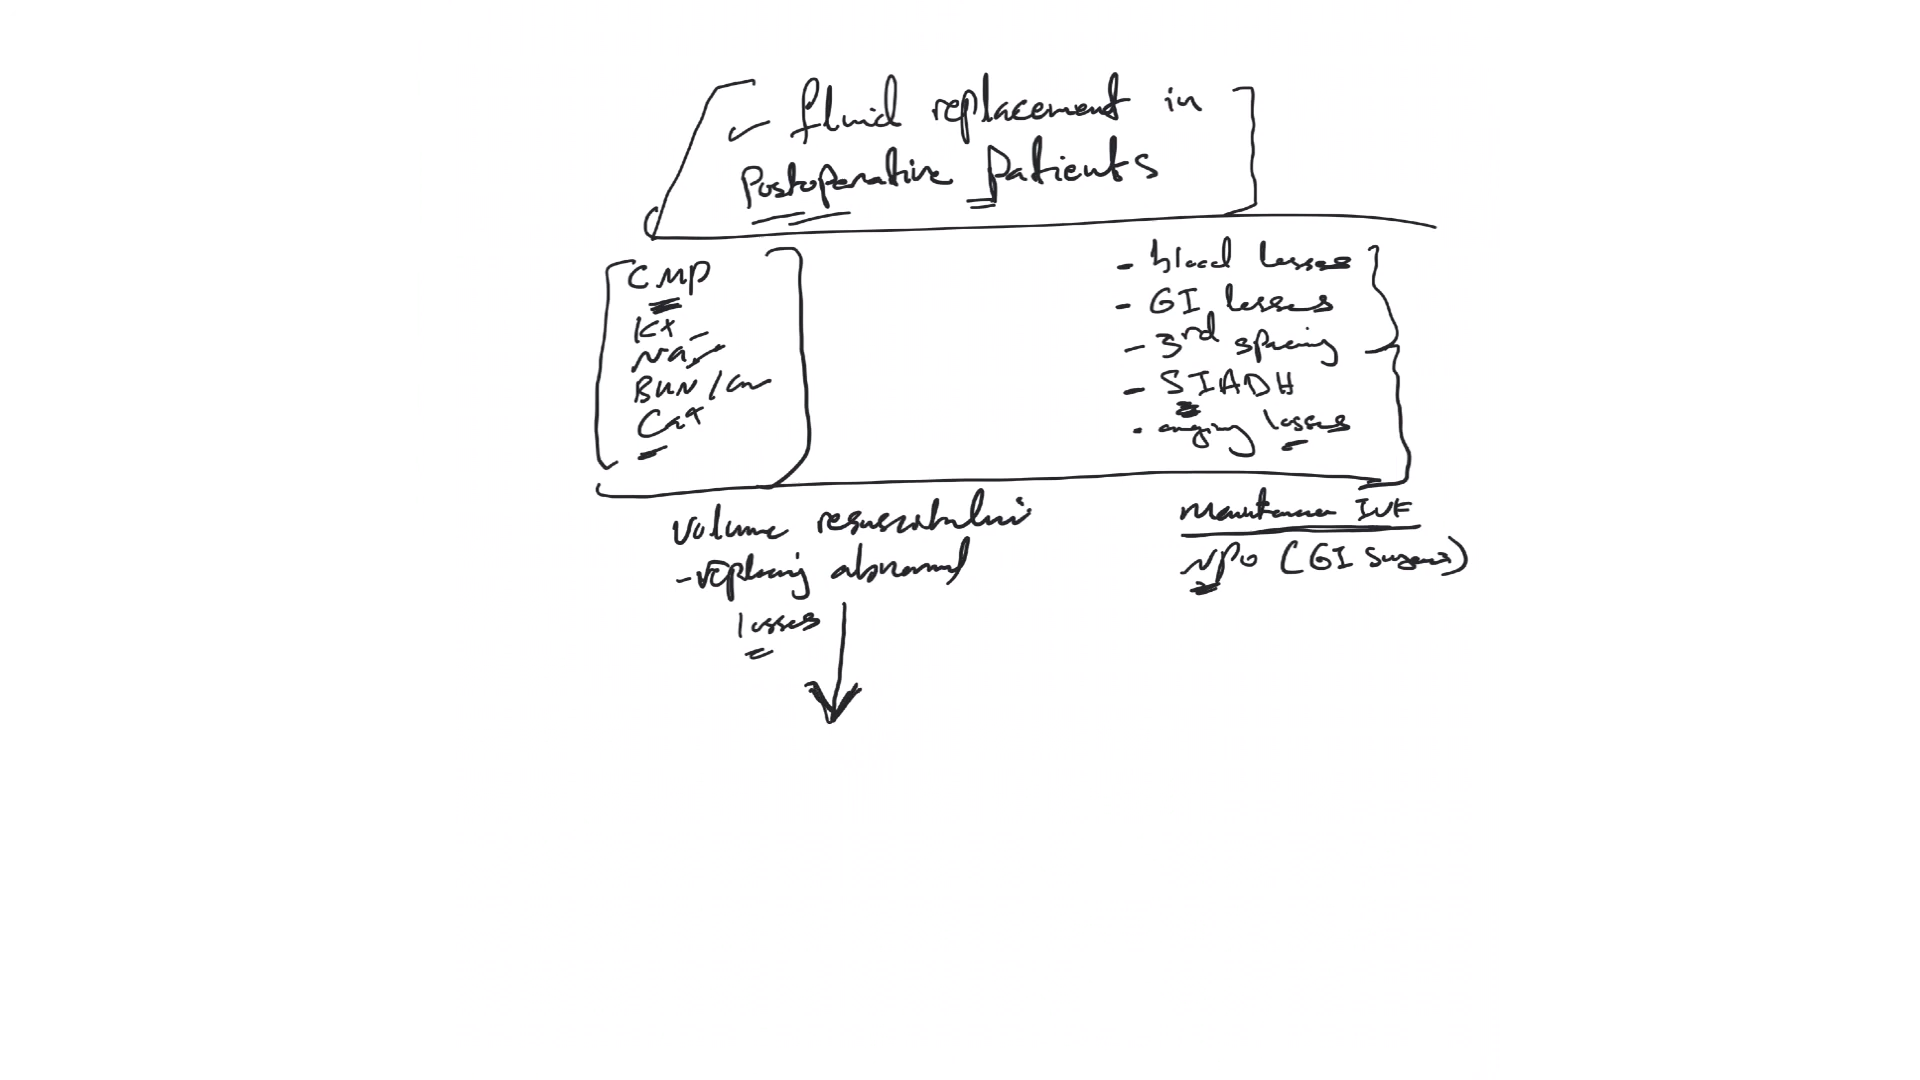 fluid replacement in
Postoperative patients
CMP
K+
Na
BUN/Cr
Ca+
- blood losses
- GI losses
- 3rd spacing
- SIADH
- ongoing losses
Volume resuscitation
- replacing abnormal
losses
Maintenance IVF
NPO (GI surgery)